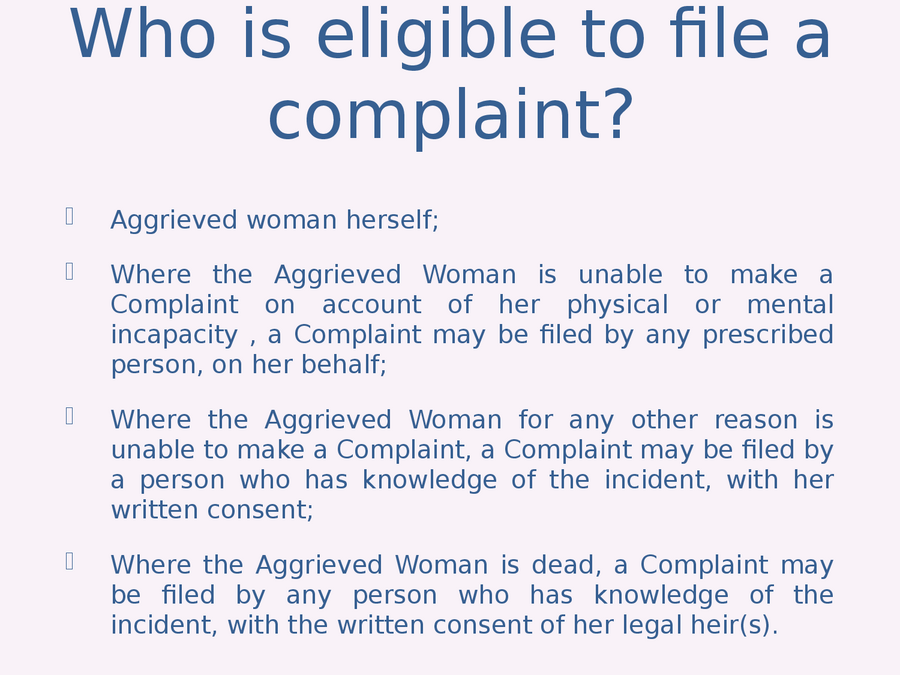 Who is eligible to file a
complaint?
Aggrieved woman herself;
Where the Aggrieved Woman is unable to make a
Complaint on account of her physical or mental
incapacity , a Complaint may be filed by any prescribed
person, on her behalf;
Where the Aggrieved Woman for any other reason is
unable to make a Complaint, a Complaint may be filed by
a person who has knowledge of the incident, with her
written consent;
Where the Aggrieved Woman is dead, a Complaint may
be filed by any person who has knowledge of the
incident, with the written consent of her legal heir(s).